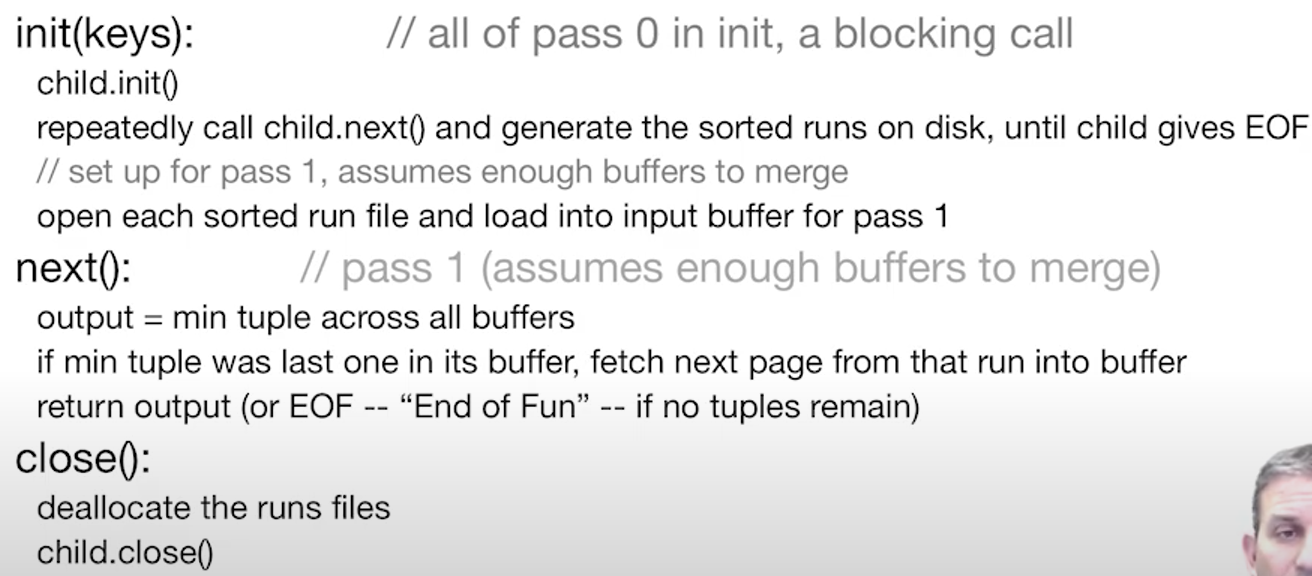 init(keys): // all of pass 0 in init, a blocking call
child.init()
repeatedly call child.next() and generate the sorted runs on disk, until child gives EOF
// set up for pass 1, assumes enough buffers to merge
open each sorted run file and load into input buffer for pass 1
next(): // pass 1 (assumes enough buffers to merge)
output = min tuple across all buffers
if min tuple was last one in its buffer, fetch next page from that run into buffer
return output (or EOF -- “End of Fun” -- if no tuples remain)
close():
deallocate the runs files
child.close()